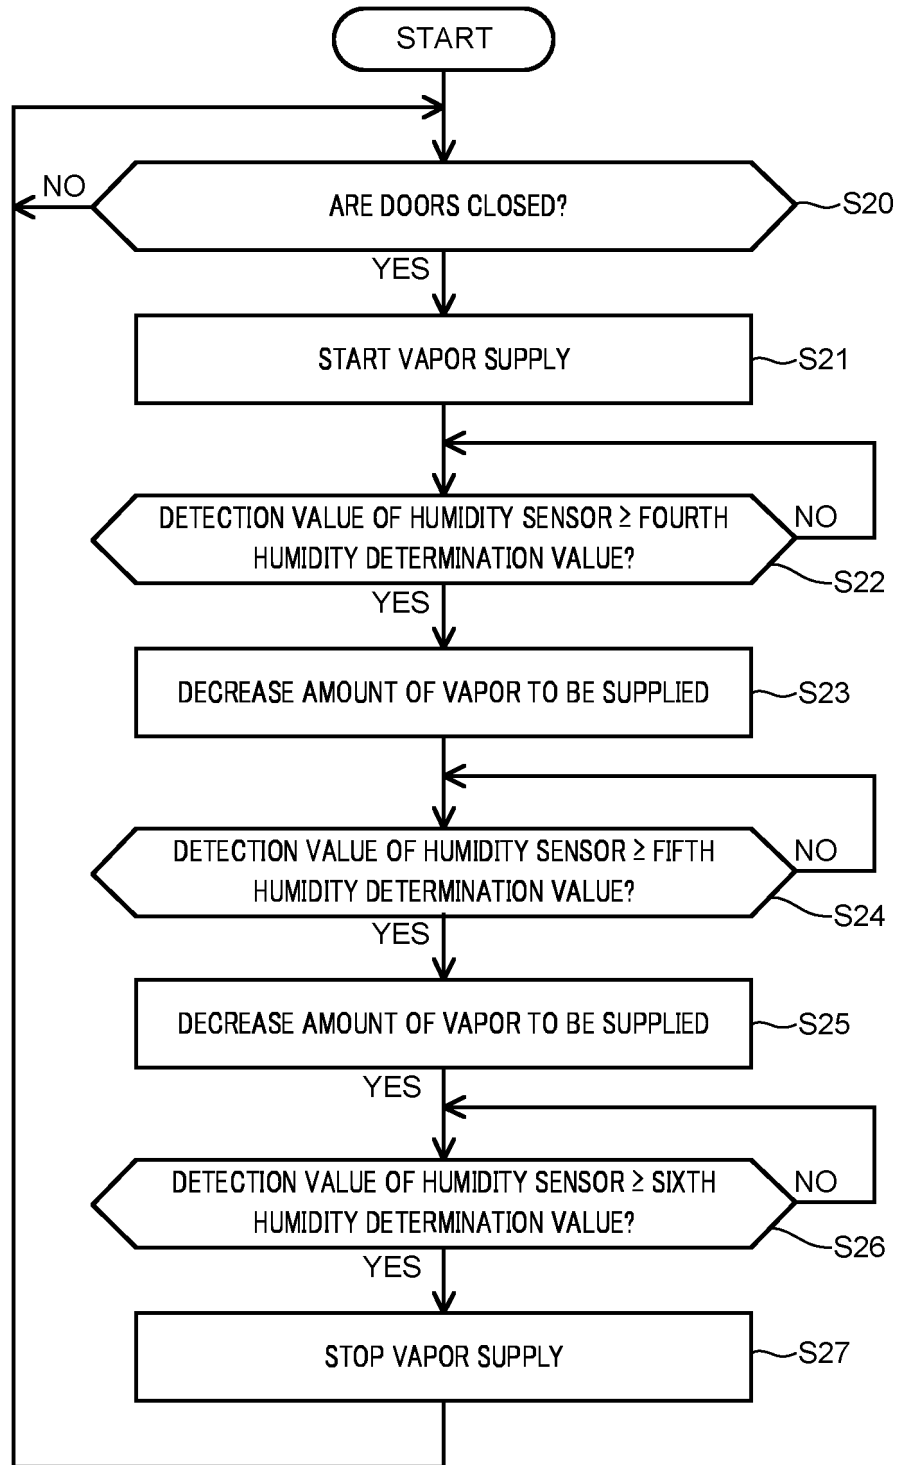 START
NO
ARE DOORS CLOSED?
S20
YES
START VAPOR SUPPLY
S21
DETECTION VALUE OF HUMIDITY SENSOR ≥ FOURTH
HUMIDITY DETERMINATION VALUE?
NO
S22
YES
DECREASE AMOUNT OF VAPOR TO BE SUPPLIED
S23
DETECTION VALUE OF HUMIDITY SENSOR ≥ FIFTH
HUMIDITY DETERMINATION VALUE?
NO
S24
YES
DECREASE AMOUNT OF VAPOR TO BE SUPPLIED
S25
YES
DETECTION VALUE OF HUMIDITY SENSOR ≥ SIXTH
HUMIDITY DETERMINATION VALUE?
NO
S26
YES
STOP VAPOR SUPPLY
S27